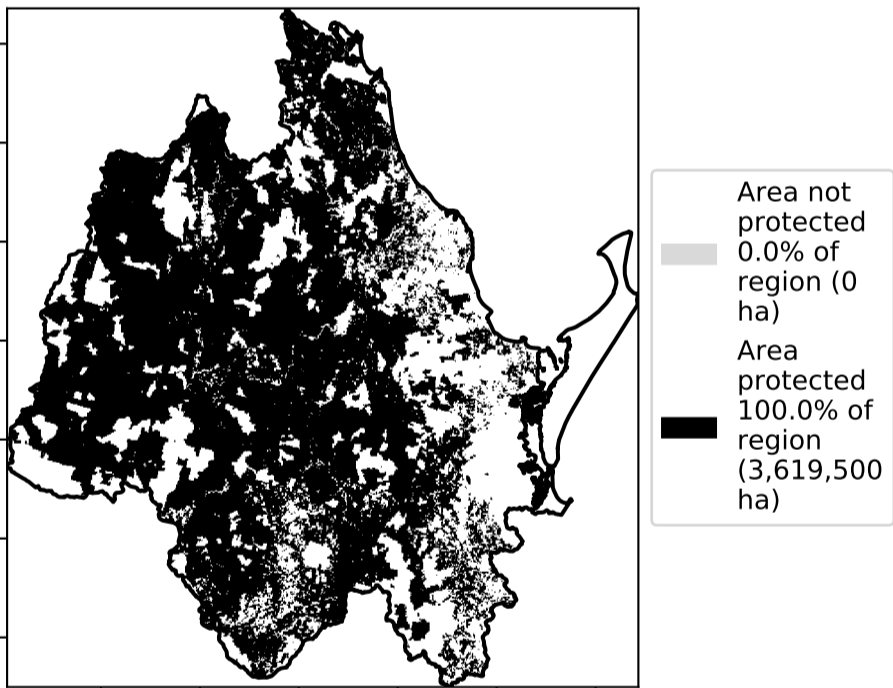 Area not
protected
0.0% of
region (0
ha)
Area
protected
100.0% of
region
(3,619,500
ha)